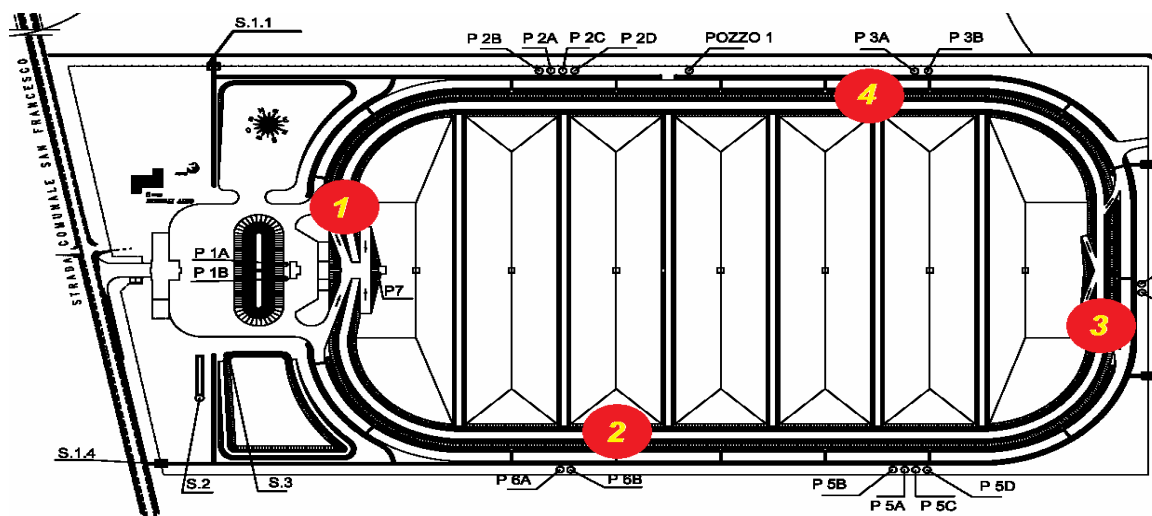 S.1.1
P 2B
P 2A
P 2C
P 2D
POZZO 1
P 3A
P 3B
STRADA COMUNALE SAN FRANCESCO
4
1
P 1A
P 1B
P7
3
2
S.1.4
S.2
S.3
P 6A
P 6B
P 5B
P 5A
P 5C
P 5D